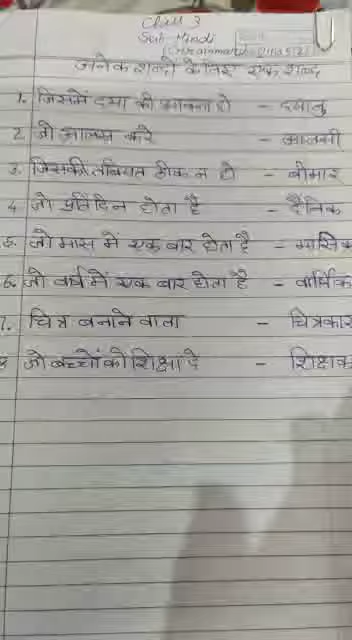 Class 3
Sub Hindi
(Grammar)
अनेक शब्दों के लिए एक शब्द
1. जिसमें दया की भावना हो - दयालु
2. जो आलस करे - आलसी
3. जिसकी तबियत ठीक न हो - बीमार
4. जो प्रतिदिन होता है - दैनिक
5. जो मास में एक बार होता है - मासिक
6. जो वर्ष में एक बार होता है - वार्षिक
7. चित्र बनाने वाला - चित्रकार
8 जो बच्चों को शिक्षा दे - शिक्षक